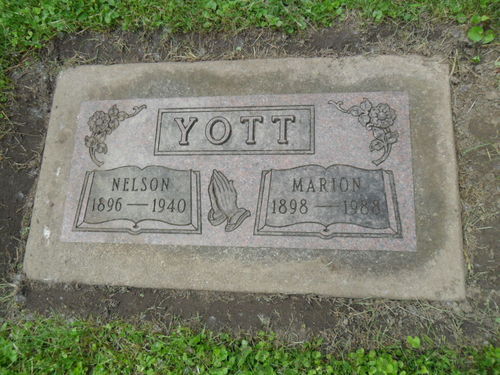 YOTT
NELSON
1896 — 1940
MARION
1898 — 1988